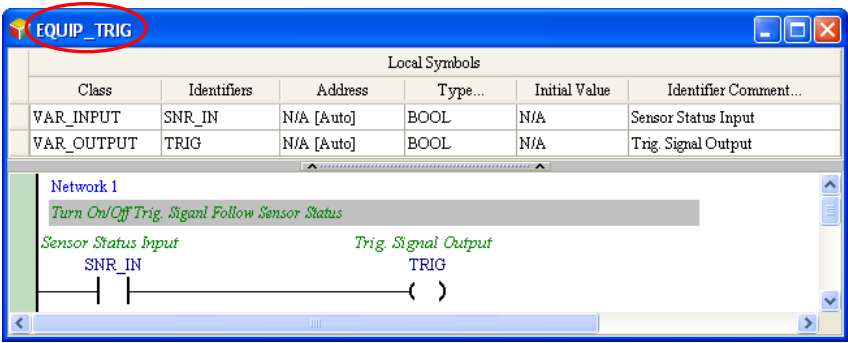 EQUIP_TRIG
Local Symbols
Class Identifiers Address Type... Initial Value Identifier Comment...
VAR_INPUT SNR_IN N/A [Auto] BOOL N/A Sensor Status Input
VAR_OUTPUT TRIG N/A [Auto] BOOL N/A Trig. Signal Output
Network 1
Turn On/Off Trig. Siganl Follow Sensor Status
Sensor Status Input Trig. Signal Output
SNR_IN TRIG